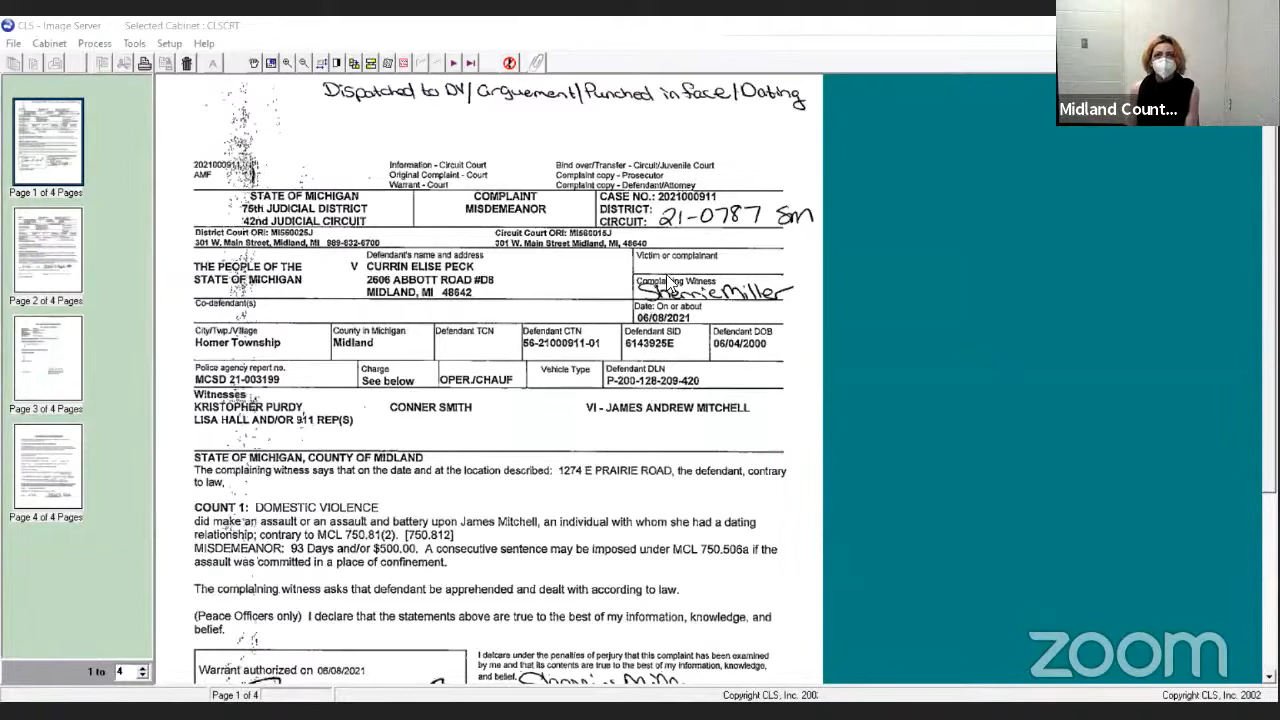 CLS - Image Server Selected Cabinet : CLSCRT
File Cabinet Process Tools Setup Help
Midland Count...
Page 1 of 4 Pages
Page 2 of 4 Pages
Page 3 of 4 Pages
Page 4 of 4 Pages
Dispatched to DV/arguement/Punched in face/Dating
2021000911
AMF
Information - Circuit Court
Original Complaint - Court
Warrant - Court
Bind over/Transfer - Circuit/Juvenile Court
Complaint copy - Prosecutor
Complaint copy - Defendant/Attorney
STATE OF MICHIGAN
75th JUDICIAL DISTRICT
42nd JUDICIAL CIRCUIT
COMPLAINT
MISDEMEANOR
CASE NO.: 2021000911
DISTRICT: 21-0787 Sm
CIRCUIT:
District Court ORI: MI560025J
301 W. Main Street, Midland, MI 989-832-6700
Circuit Court ORI: MI560015J
301 W. Main Street Midland, MI, 48640
THE PEOPLE OF THE
STATE OF MICHIGAN
V
Defendant's name and address
CURRIN ELISE PECK
2606 ABBOTT ROAD #D8
MIDLAND, MI 48642
Victim or complainant
Complaining Witness
Sherrie Miller
Co-defendant(s)
Date: On or about
06/08/2021
City/Twp./Village
Homer Township
County in Michigan
Midland
Defendant TCN
Defendant CTN
56-21000911-01
Defendant SID
6143925E
Defendant DOB
06/04/2000
Police agency report no.
MCSD 21-003199
Charge
See below
OPER./CHAUF
Vehicle Type
Defendant DLN
P-200-128-209-420
Witnesses
KRISTOPHER PURDY CONNER SMITH VI - JAMES ANDREW MITCHELL
LISA HALL AND/OR 911 REP(S)
STATE OF MICHIGAN, COUNTY OF MIDLAND
The complaining witness says that on the date and at the location described: 1274 E PRAIRIE ROAD, the defendant, contrary
to law,
COUNT 1: DOMESTIC VIOLENCE
did make an assault or an assault and battery upon James Mitchell, an individual with whom she had a dating
relationship; contrary to MCL 750.81(2). [750.812]
MISDEMEANOR: 93 Days and/or $500.00. A consecutive sentence may be imposed under MCL 750.506a if the
assault was committed in a place of confinement.
The complaining witness asks that defendant be apprehended and dealt with according to law.
(Peace Officers only) I declare that the statements above are true to the best of my information, knowledge, and
belief.
Warrant authorized on 06/08/2021
I delcare under the penalties of perjury that this complaint has been examined
by me and that its contents are true to the best of my information, knowledge,
and belief.
zoom
1 to 4
Page 1 of 4
Copyright CLS, Inc. 200
Copyright CLS, Inc. 2002